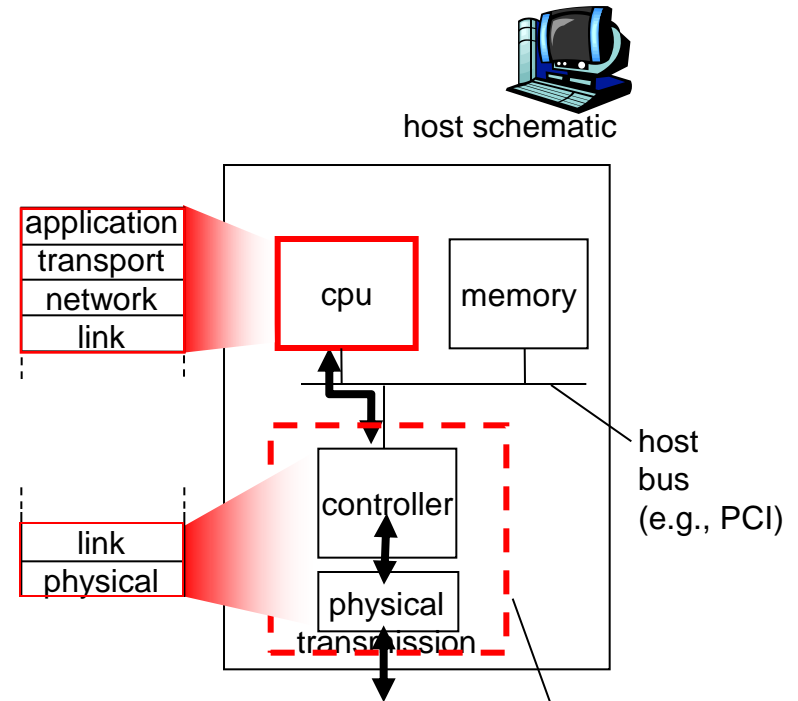 host schematic
application
transport
network
link
cpu
memory
host
bus
(e.g., PCI)
controller
link
physical
physical
transmission